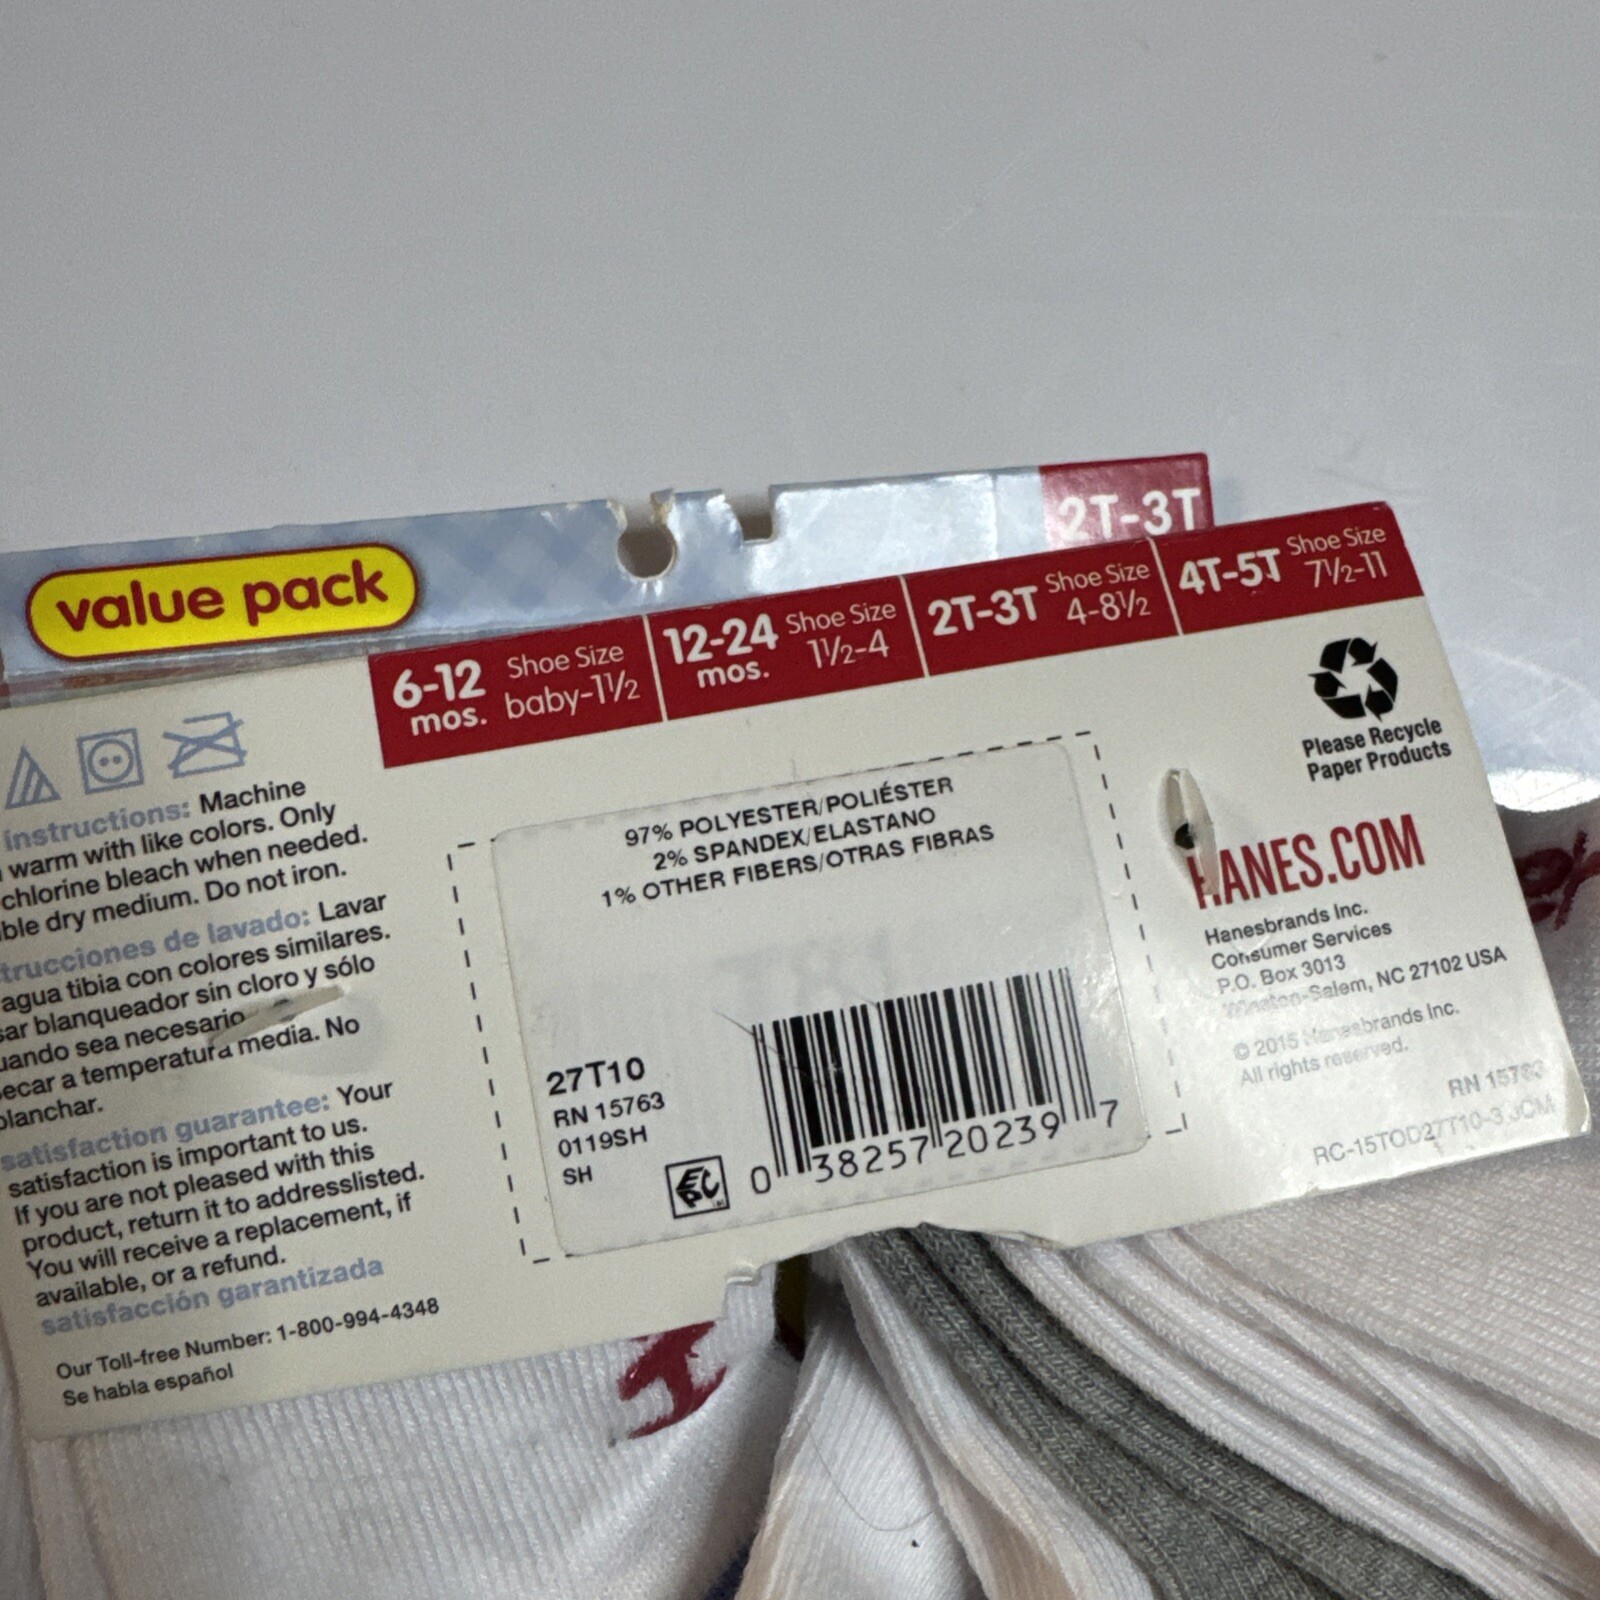 2T-3T
value pack
6-12 mos. Shoe Size baby-1½
12-24 mos. Shoe Size 1½-4
2T-3T Shoe Size 4-8½
4T-5T Shoe Size 7½-11
instructions: Machine
warm with like colors. Only
chlorine bleach when needed.
dry medium. Do not iron.
de lavado: Lavar
agua tibia con colores similares.
blanqueador sin cloro y sólo
sea necesario
a temperatura media. No
satisfaction guarantee: Your
satisfaction is important to us.
If you are not pleased with this
product, return it to addresslisted.
You will receive a replacement, if
available, or a refund.
satisfacción garantizada
Our Toll-free Number: 1-800-994-4348
Se habla español
97% POLYESTER/POLIÉSTER
2% SPANDEX/ELASTANO
1% OTHER FIBERS/OTRAS FIBRAS
27T10
RN 15763
0119SH
SH
EPC
0 38257 20239 7
Please Recycle
Paper Products
HANES.COM
Hanesbrands Inc.
Consumer Services
P.O. Box 3013
Winston-Salem, NC 27102 USA
© 2015 Hanesbrands Inc.
All rights reserved.
RN 15763